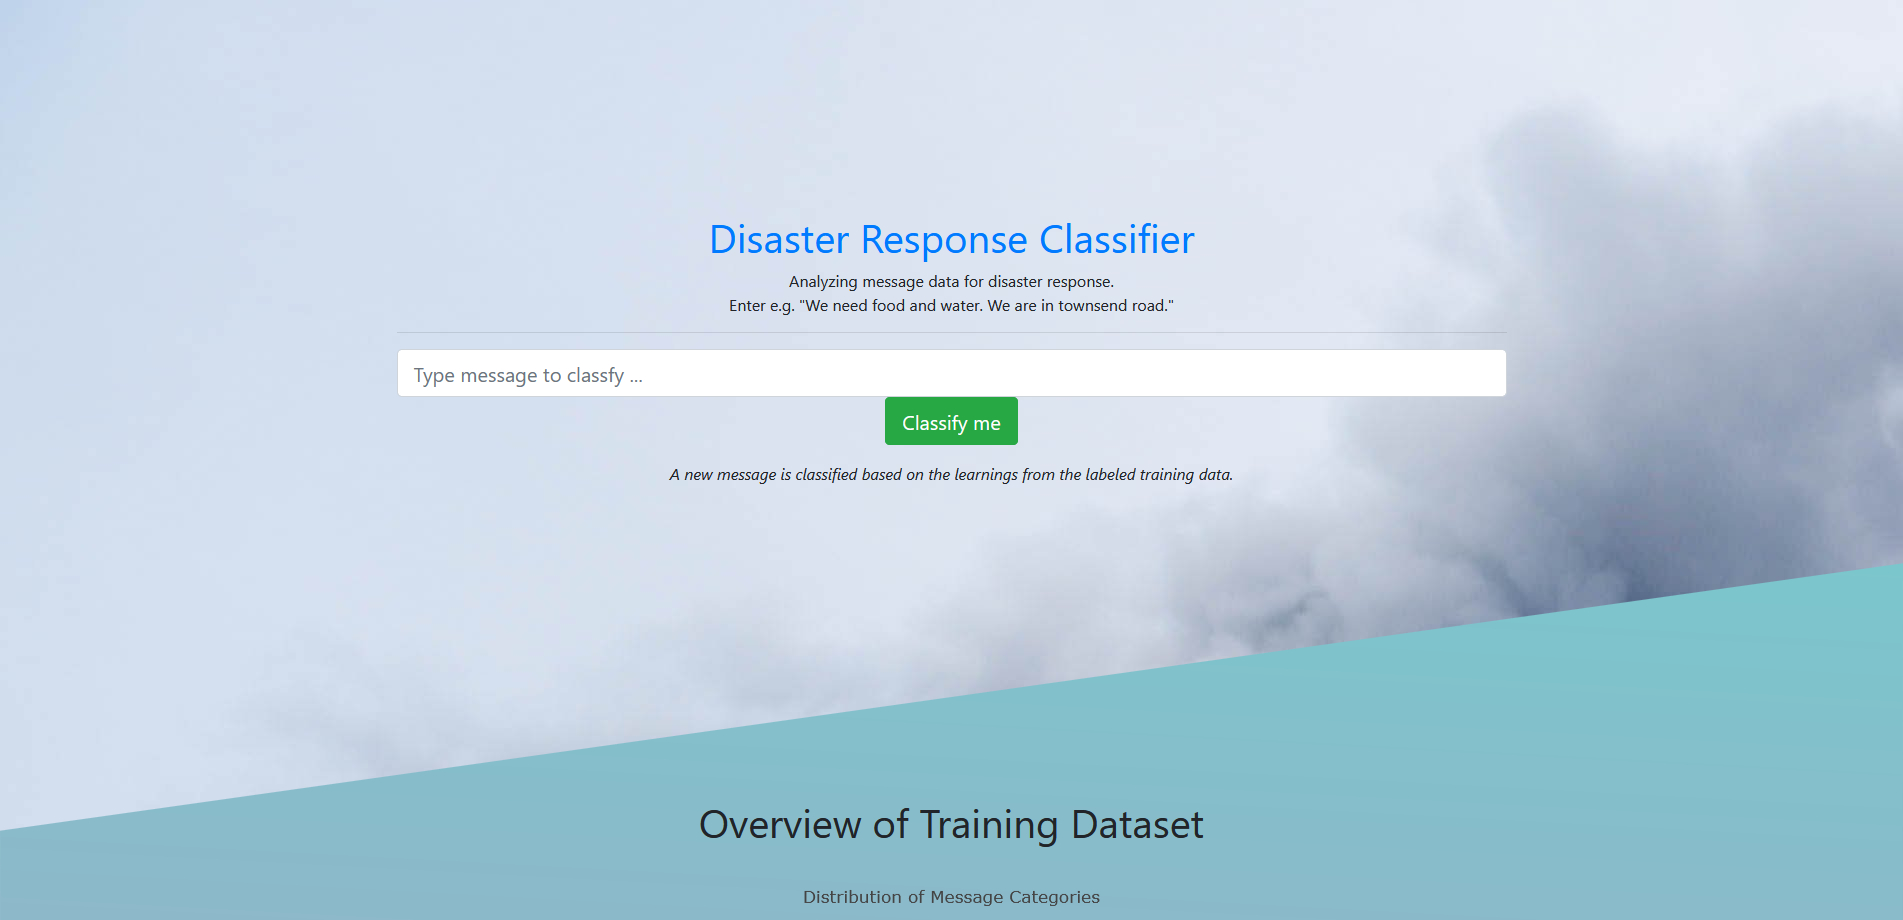 Disaster Response Classifier
Analyzing message data for disaster response.
Enter e.g. "We need food and water. We are in townsend road."
Type message to classfy ...
Classify me
A new message is classified based on the learnings from the labeled training data.
Overview of Training Dataset
Distribution of Message Categories